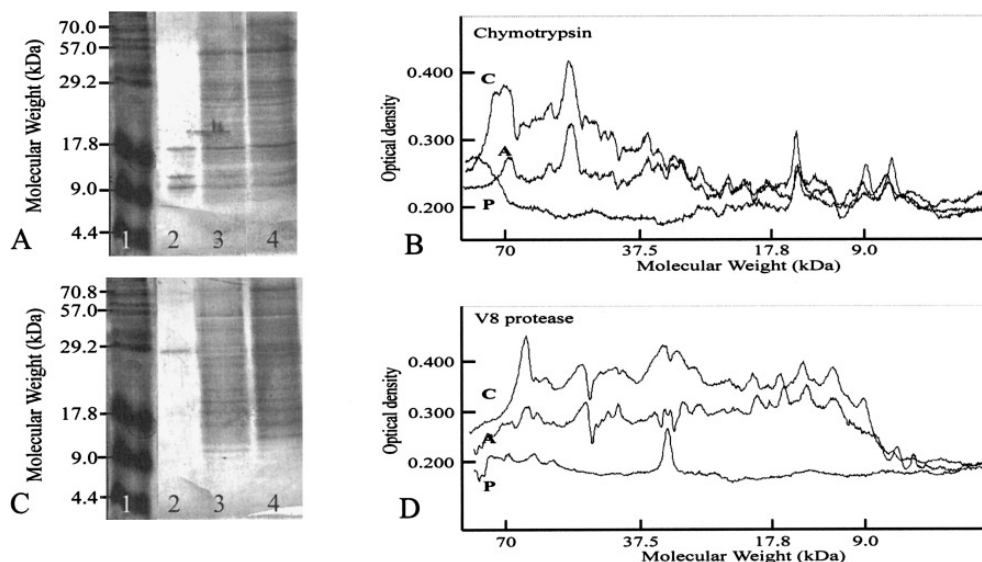 70.0
57.0
29.2
17.8
9.0
4.4
Molecular Weight (kDa)
A
1 2 3 4
Chymotrypsin
0.400
0.300
0.200
Optical density
C
A
P
70 37.5 17.8 9.0
Molecular Weight (kDa)
B
70.8
57.0
29.2
17.8
9.0
4.4
Molecular Weight (kDa)
C
1 2 3 4
V8 protease
0.400
0.300
0.200
Optical density
C
A
P
70 37.5 17.8 9.0
Molecular Weight (kDa)
D